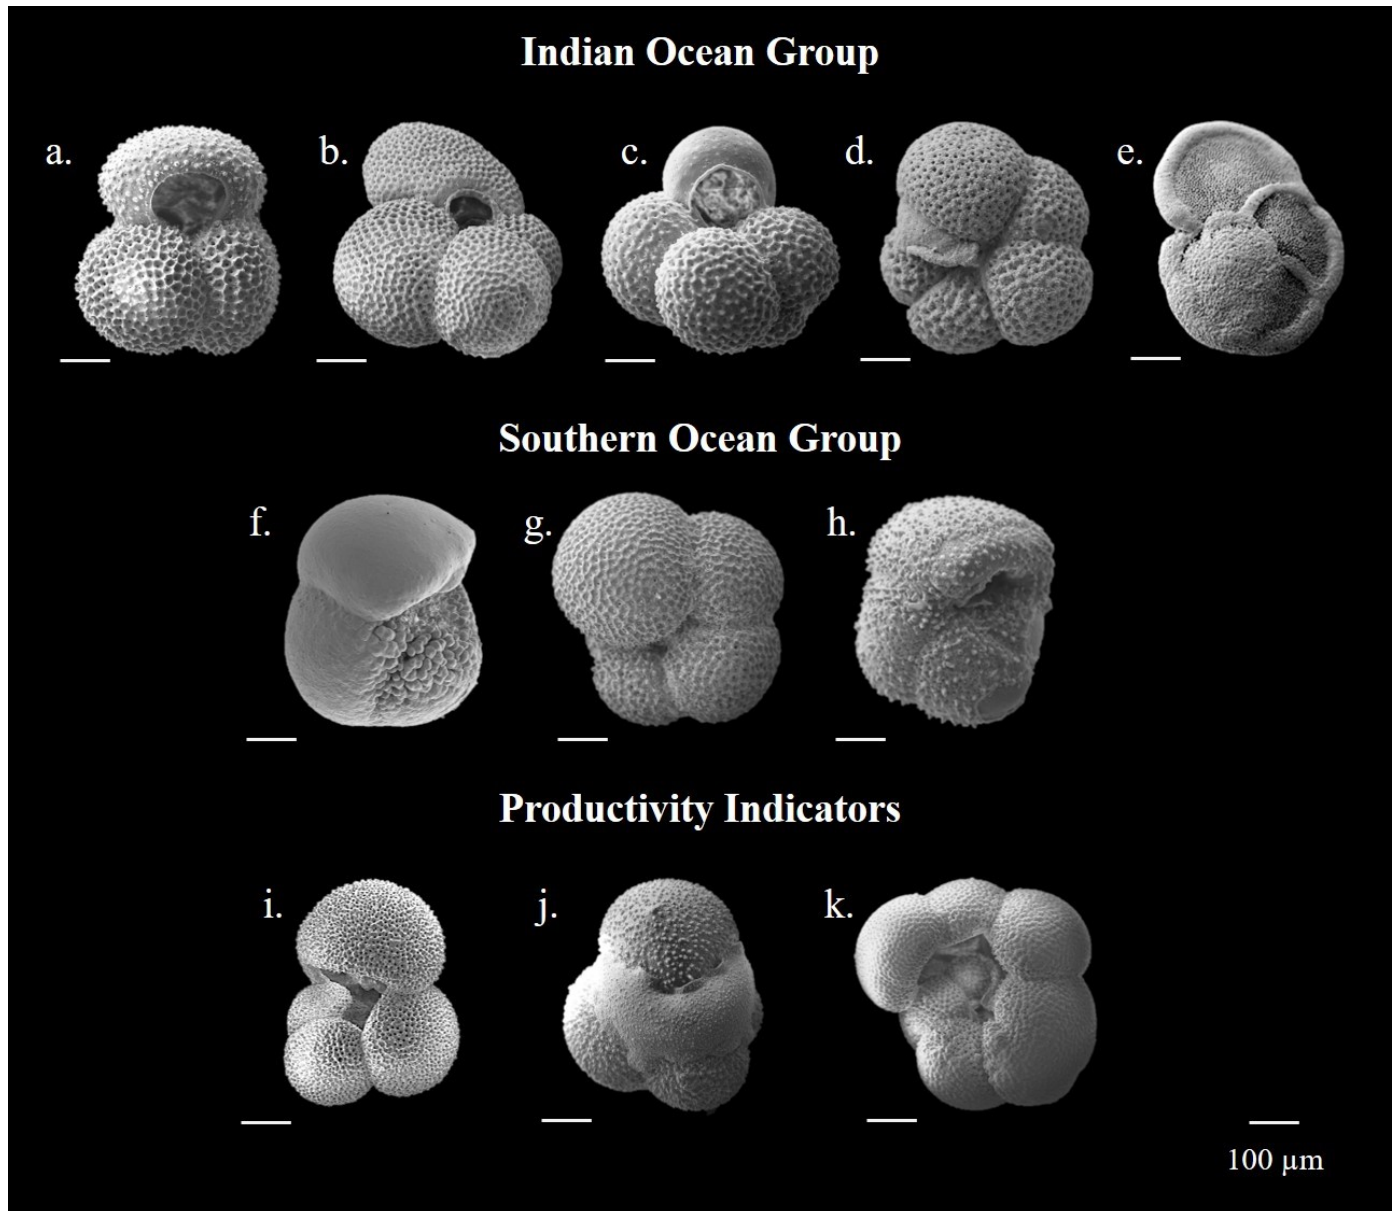 Indian Ocean Group
a. b. c. d. e.
Southern Ocean Group
f. g. h.
Productivity Indicators
i. j. k.
100 µm